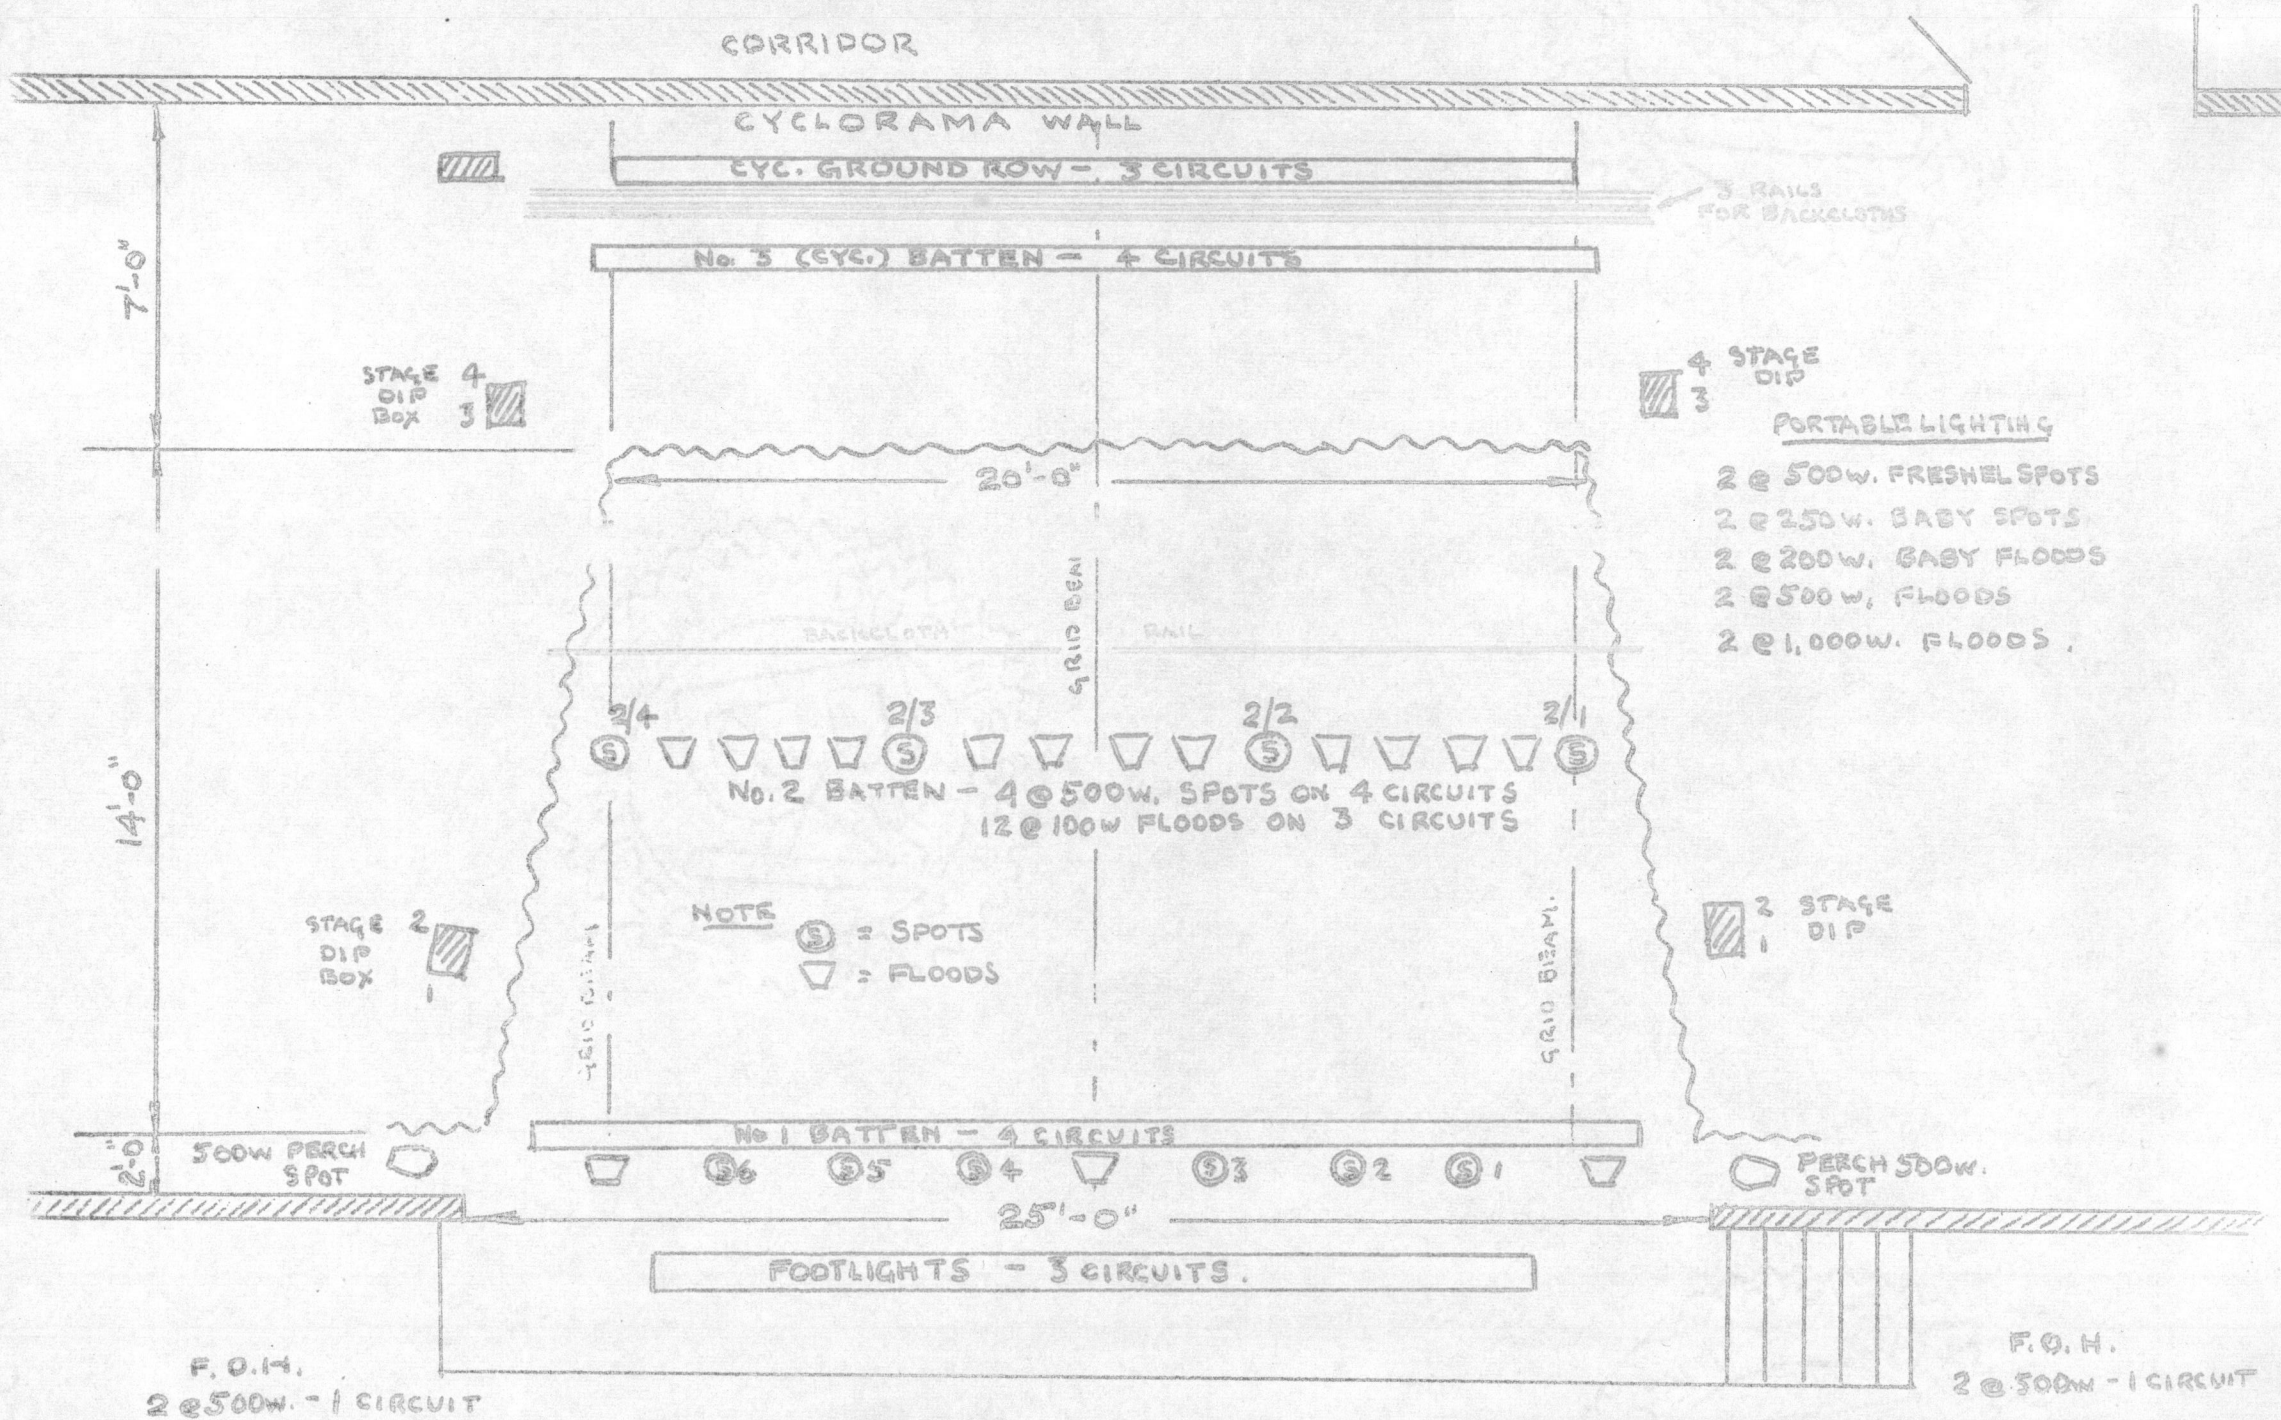 CORRIDOR
CYCLORAMA WALL
CYC. GROUND ROW - 3 CIRCUITS
3 RAILS
FOR BACKCLOTHS
No. 3 (CYC.) BATTEN - 4 CIRCUITS
7'-0"
STAGE 4
DIP
BOX 3
4 STAGE
DIP
3
PORTABLE LIGHTING
20'-0"
2 @ 500W. FRESNEL SPOTS
2 @ 250W. BABY SPOTS
2 @ 200W. BABY FLOODS
2 @ 500W. FLOODS
2 @ 1,000W. FLOODS.
GRID BEAM
BACKCLOTH RAIL
2/4 2/3 2/2 2/1
S S S S
No. 2 BATTEN - 4 @ 500W. SPOTS ON 4 CIRCUITS
12 @ 100W FLOODS ON 3 CIRCUITS
14'-0"
NOTE
S = SPOTS
= FLOODS
STAGE 2
DIP
BOX
1
2 STAGE
DIP
1
GRID BEAM
GRID BEAM.
No 1 BATTEN - 4 CIRCUITS
2'-0"
500W PERCH
SPOT
S6 S5 S4 S3 S2 S1
PERCH 500W.
SPOT
25'-0"
FOOTLIGHTS - 3 CIRCUITS.
F.O.H.
2 @ 500W. - 1 CIRCUIT
F.O.H.
2 @ 500W - 1 CIRCUIT